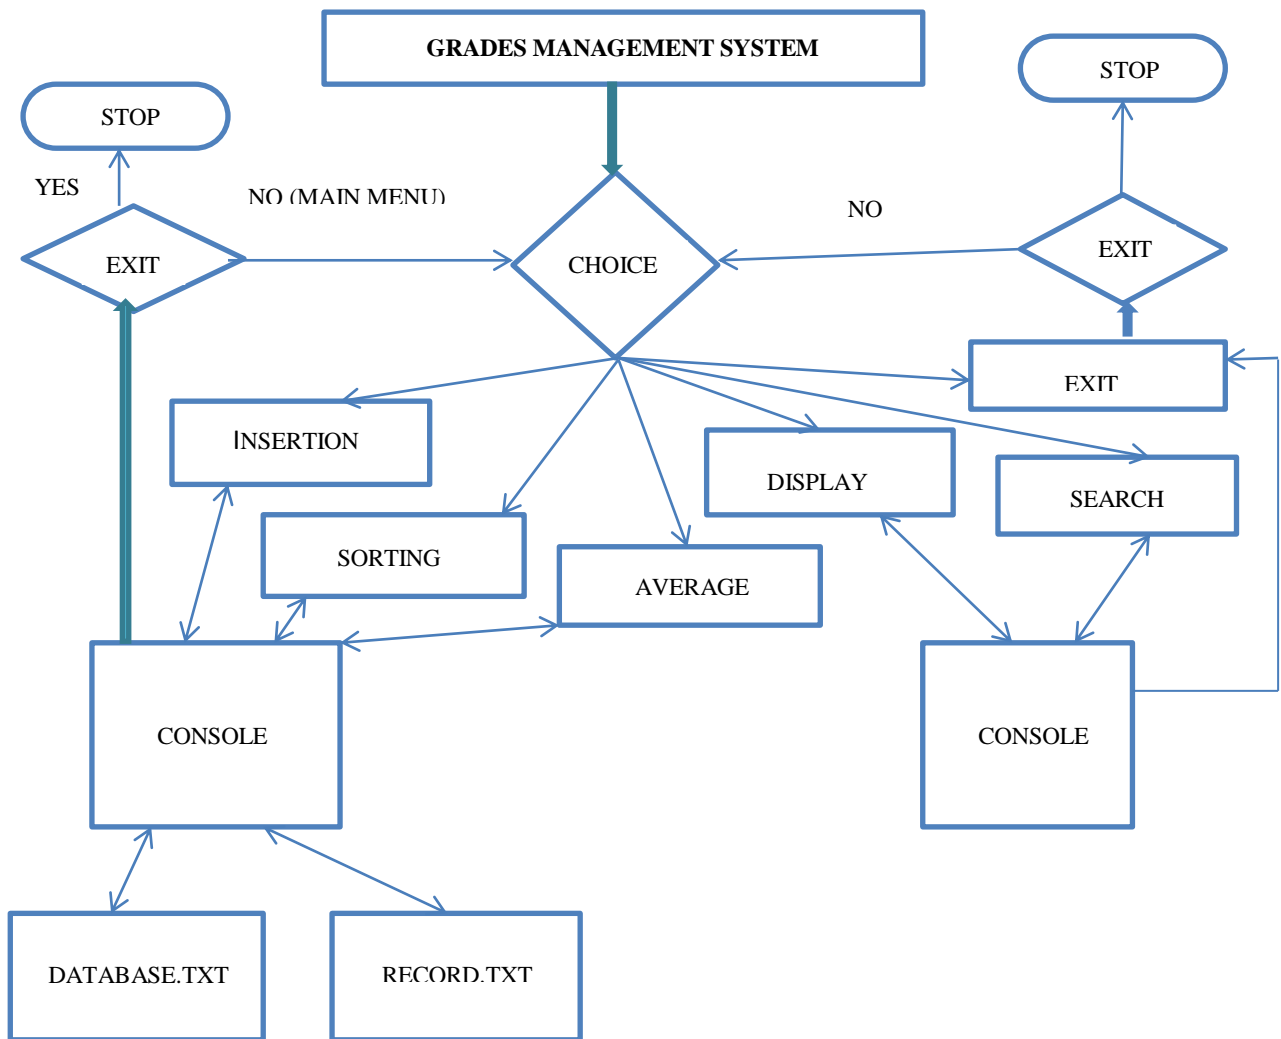 GRADES MANAGEMENT SYSTEM
STOP
STOP
YES
NO (MAIN MENU)
NO
EXIT
CHOICE
EXIT
EXIT
INSERTION
DISPLAY
SEARCH
SORTING
AVERAGE
CONSOLE
CONSOLE
DATABASE.TXT
RECORD.TXT